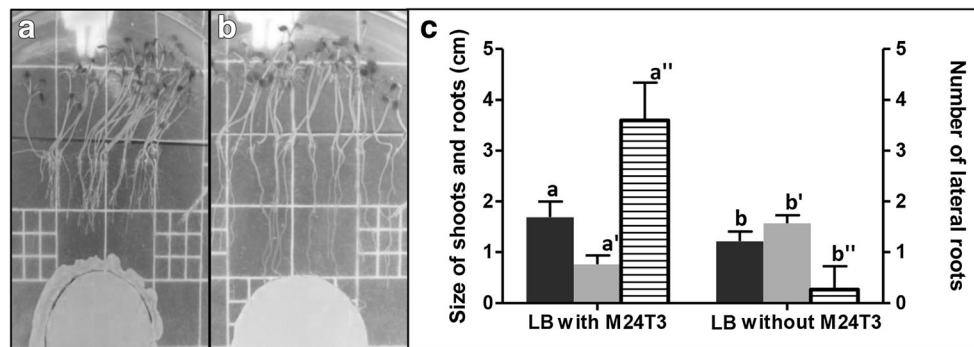 a
b
c
Size of shoots and roots (cm)
5
4
3
2
1
0
a
a'
a''
b
b'
b''
5
4
3
2
1
0
Number of lateral roots
LB with M24T3
LB without M24T3